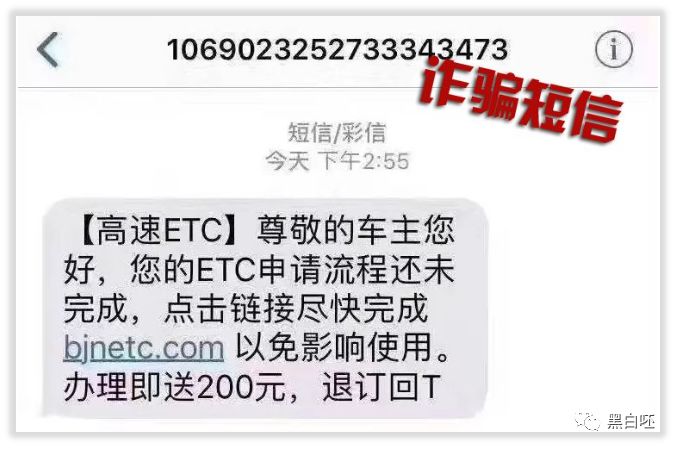 1069023252733343473
诈骗短信
短信/彩信
今天 下午2:55
【高速ETC】尊敬的车主您
好，您的ETC申请流程还未
完成，点击链接尽快完成
bjnetc.com 以免影响使用。
办理即送200元，退订回T
黑白呸